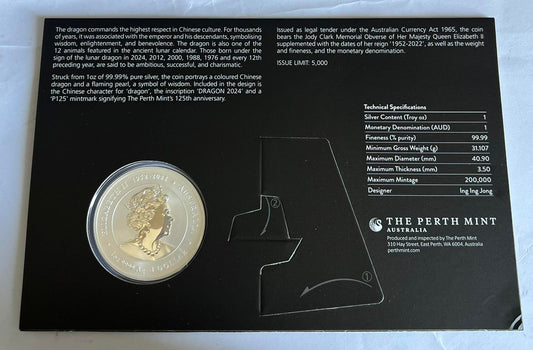 The dragon commands the highest respect in Chinese culture. For thousands
of years, it was associated with the emperor and his descendants, symbolising
wisdom, enlightenment, and benevolence. The dragon is also one of the
12 animals featured in the ancient lunar calendar. Those born under the
sign of the lunar dragon in 2024, 2012, 2000, 1988, 1976 and every 12th
preceding year, are said to be ambitious, successful, and charismatic.
Struck from 1oz of 99.99% pure silver, the coin portrays a coloured Chinese
dragon and a flaming pearl, a symbol of wisdom. Included in the design is
the Chinese character for 'dragon', the inscription 'DRAGON 2024' and a
'P125' mintmark signifying The Perth Mint's 125th anniversary.
Issued as legal tender under the Australian Currency Act 1965, the coin
bears the Jody Clark Memorial Obverse of Her Majesty Queen Elizabeth II
supplemented with the dates of her reign '1952-2022', as well as the weight
and fineness, and the monetary denomination.
ISSUE LIMIT: 5,000
Technical Specifications
Silver Content (Troy oz) 1
Monetary Denomination (AUD) 1
Fineness (% purity) 99.99
Minimum Gross Weight (g) 31.107
Maximum Diameter (mm) 40.90
Maximum Thickness (mm) 3.50
Maximum Mintage 200,000
Designer Ing Ing Jong
THE PERTH MINT
AUSTRALIA
Produced and inspected by The Perth Mint
310 Hay Street, East Perth, WA 6004, Australia
perthmint.com
ELIZABETH II 1952-2022
1 DOLLAR
2
1